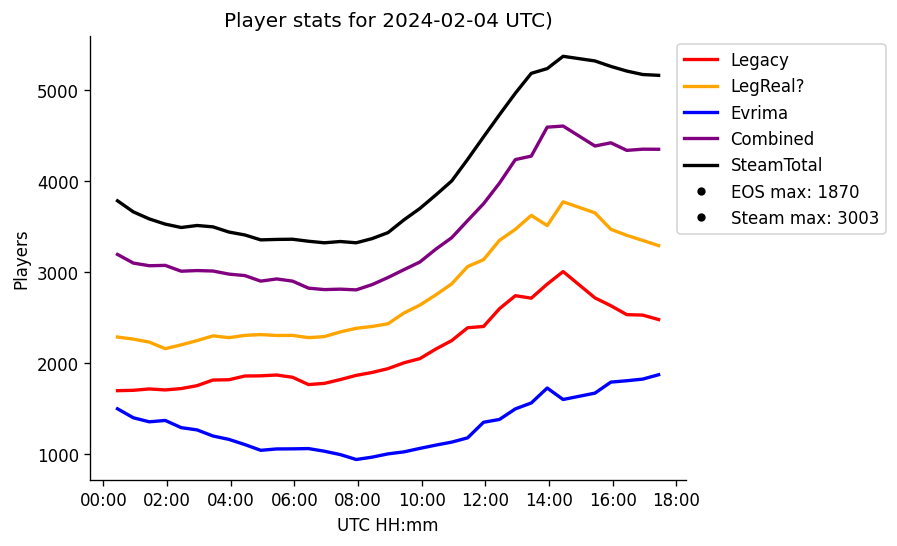 Player stats for 2024-02-04 UTC)
Legacy
LegReal?
Evrima
Combined
SteamTotal
EOS max: 1870
Steam max: 3003
Players
5000
4000
3000
2000
1000
00:00 02:00 04:00 06:00 08:00 10:00 12:00 14:00 16:00 18:00
UTC HH:mm